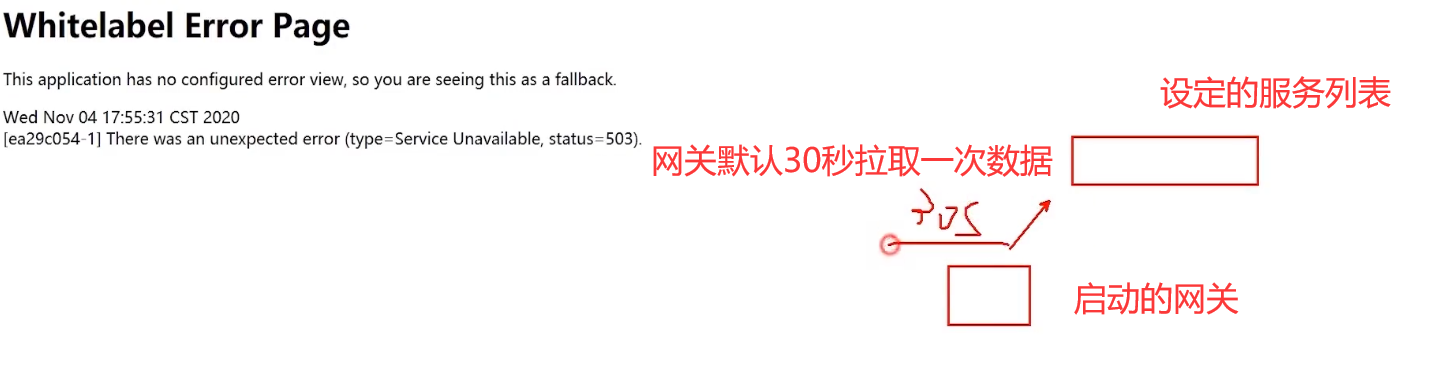 Whitelabel Error Page
This application has no configured error view, so you are seeing this as a fallback.
Wed Nov 04 17:55:31 CST 2020
[ea29c054-1] There was an unexpected error (type=Service Unavailable, status=503).
设定的服务列表
网关默认30秒拉取一次数据
30S
启动的网关